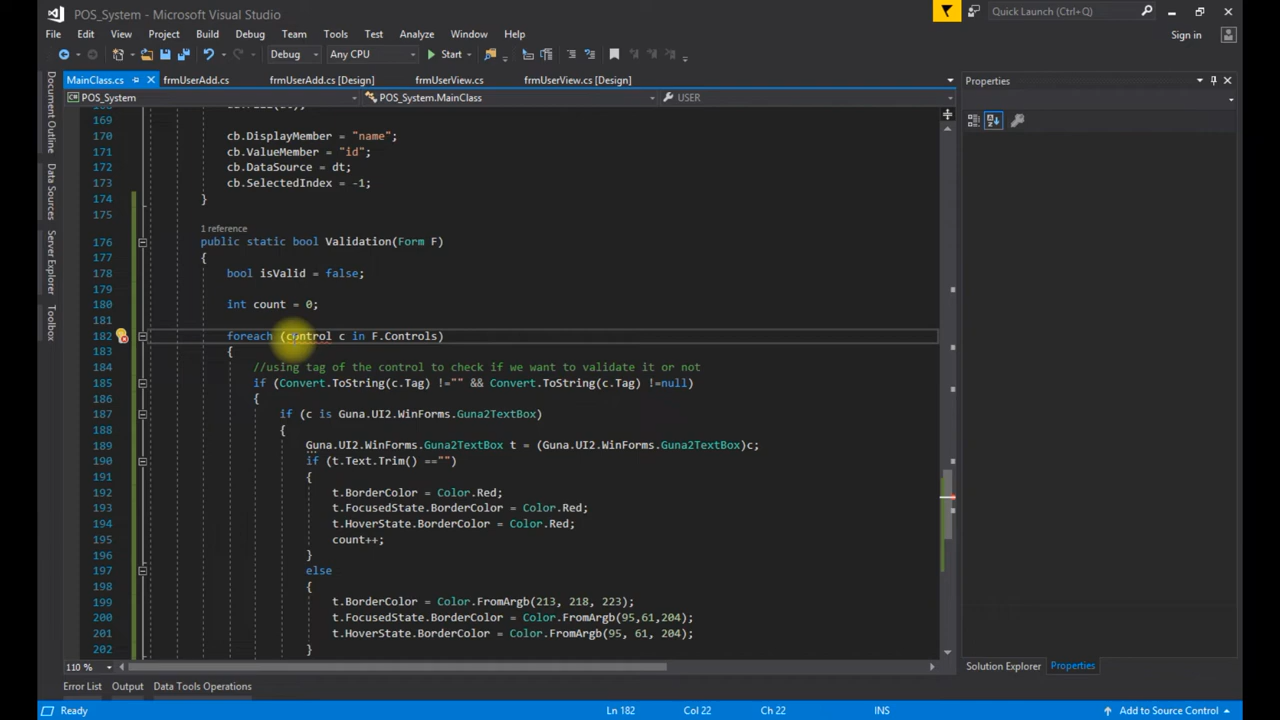 POS_System - Microsoft Visual Studio
Quick Launch (Ctrl+Q)
File Edit View Project Build Debug Team Tools Test Analyze Window Help
Sign in
Debug Any CPU Start
MainClass.cs frmUserAdd.cs frmUserAdd.cs [Design] frmUserView.cs frmUserView.cs [Design]
Properties
POS_System POS_System.MainClass USER
Document Outline
Data Sources
Server Explorer
Toolbox
169
170 cb.DisplayMember = "name";
171 cb.ValueMember = "id";
172 cb.DataSource = dt;
173 cb.SelectedIndex = -1;
174 }
175
1 reference
176 public static bool Validation(Form F)
177 {
178 bool isValid = false;
179
180 int count = 0;
181
182 foreach (control c in F.Controls)
183 {
184 //using tag of the control to check if we want to validate it or not
185 if (Convert.ToString(c.Tag) !="" && Convert.ToString(c.Tag) !=null)
186 {
187 if (c is Guna.UI2.WinForms.Guna2TextBox)
188 {
189 Guna.UI2.WinForms.Guna2TextBox t = (Guna.UI2.WinForms.Guna2TextBox)c;
190 if (t.Text.Trim() =="")
191 {
192 t.BorderColor = Color.Red;
193 t.FocusedState.BorderColor = Color.Red;
194 t.HoverState.BorderColor = Color.Red;
195 count++;
196 }
197 else
198 {
199 t.BorderColor = Color.FromArgb(213, 218, 223);
200 t.FocusedState.BorderColor = Color.FromArgb(95,61,204);
201 t.HoverState.BorderColor = Color.FromArgb(95, 61, 204);
202 }
110 %
Solution Explorer Properties
Error List Output Data Tools Operations
Ready Ln 182 Col 22 Ch 22 INS Add to Source Control